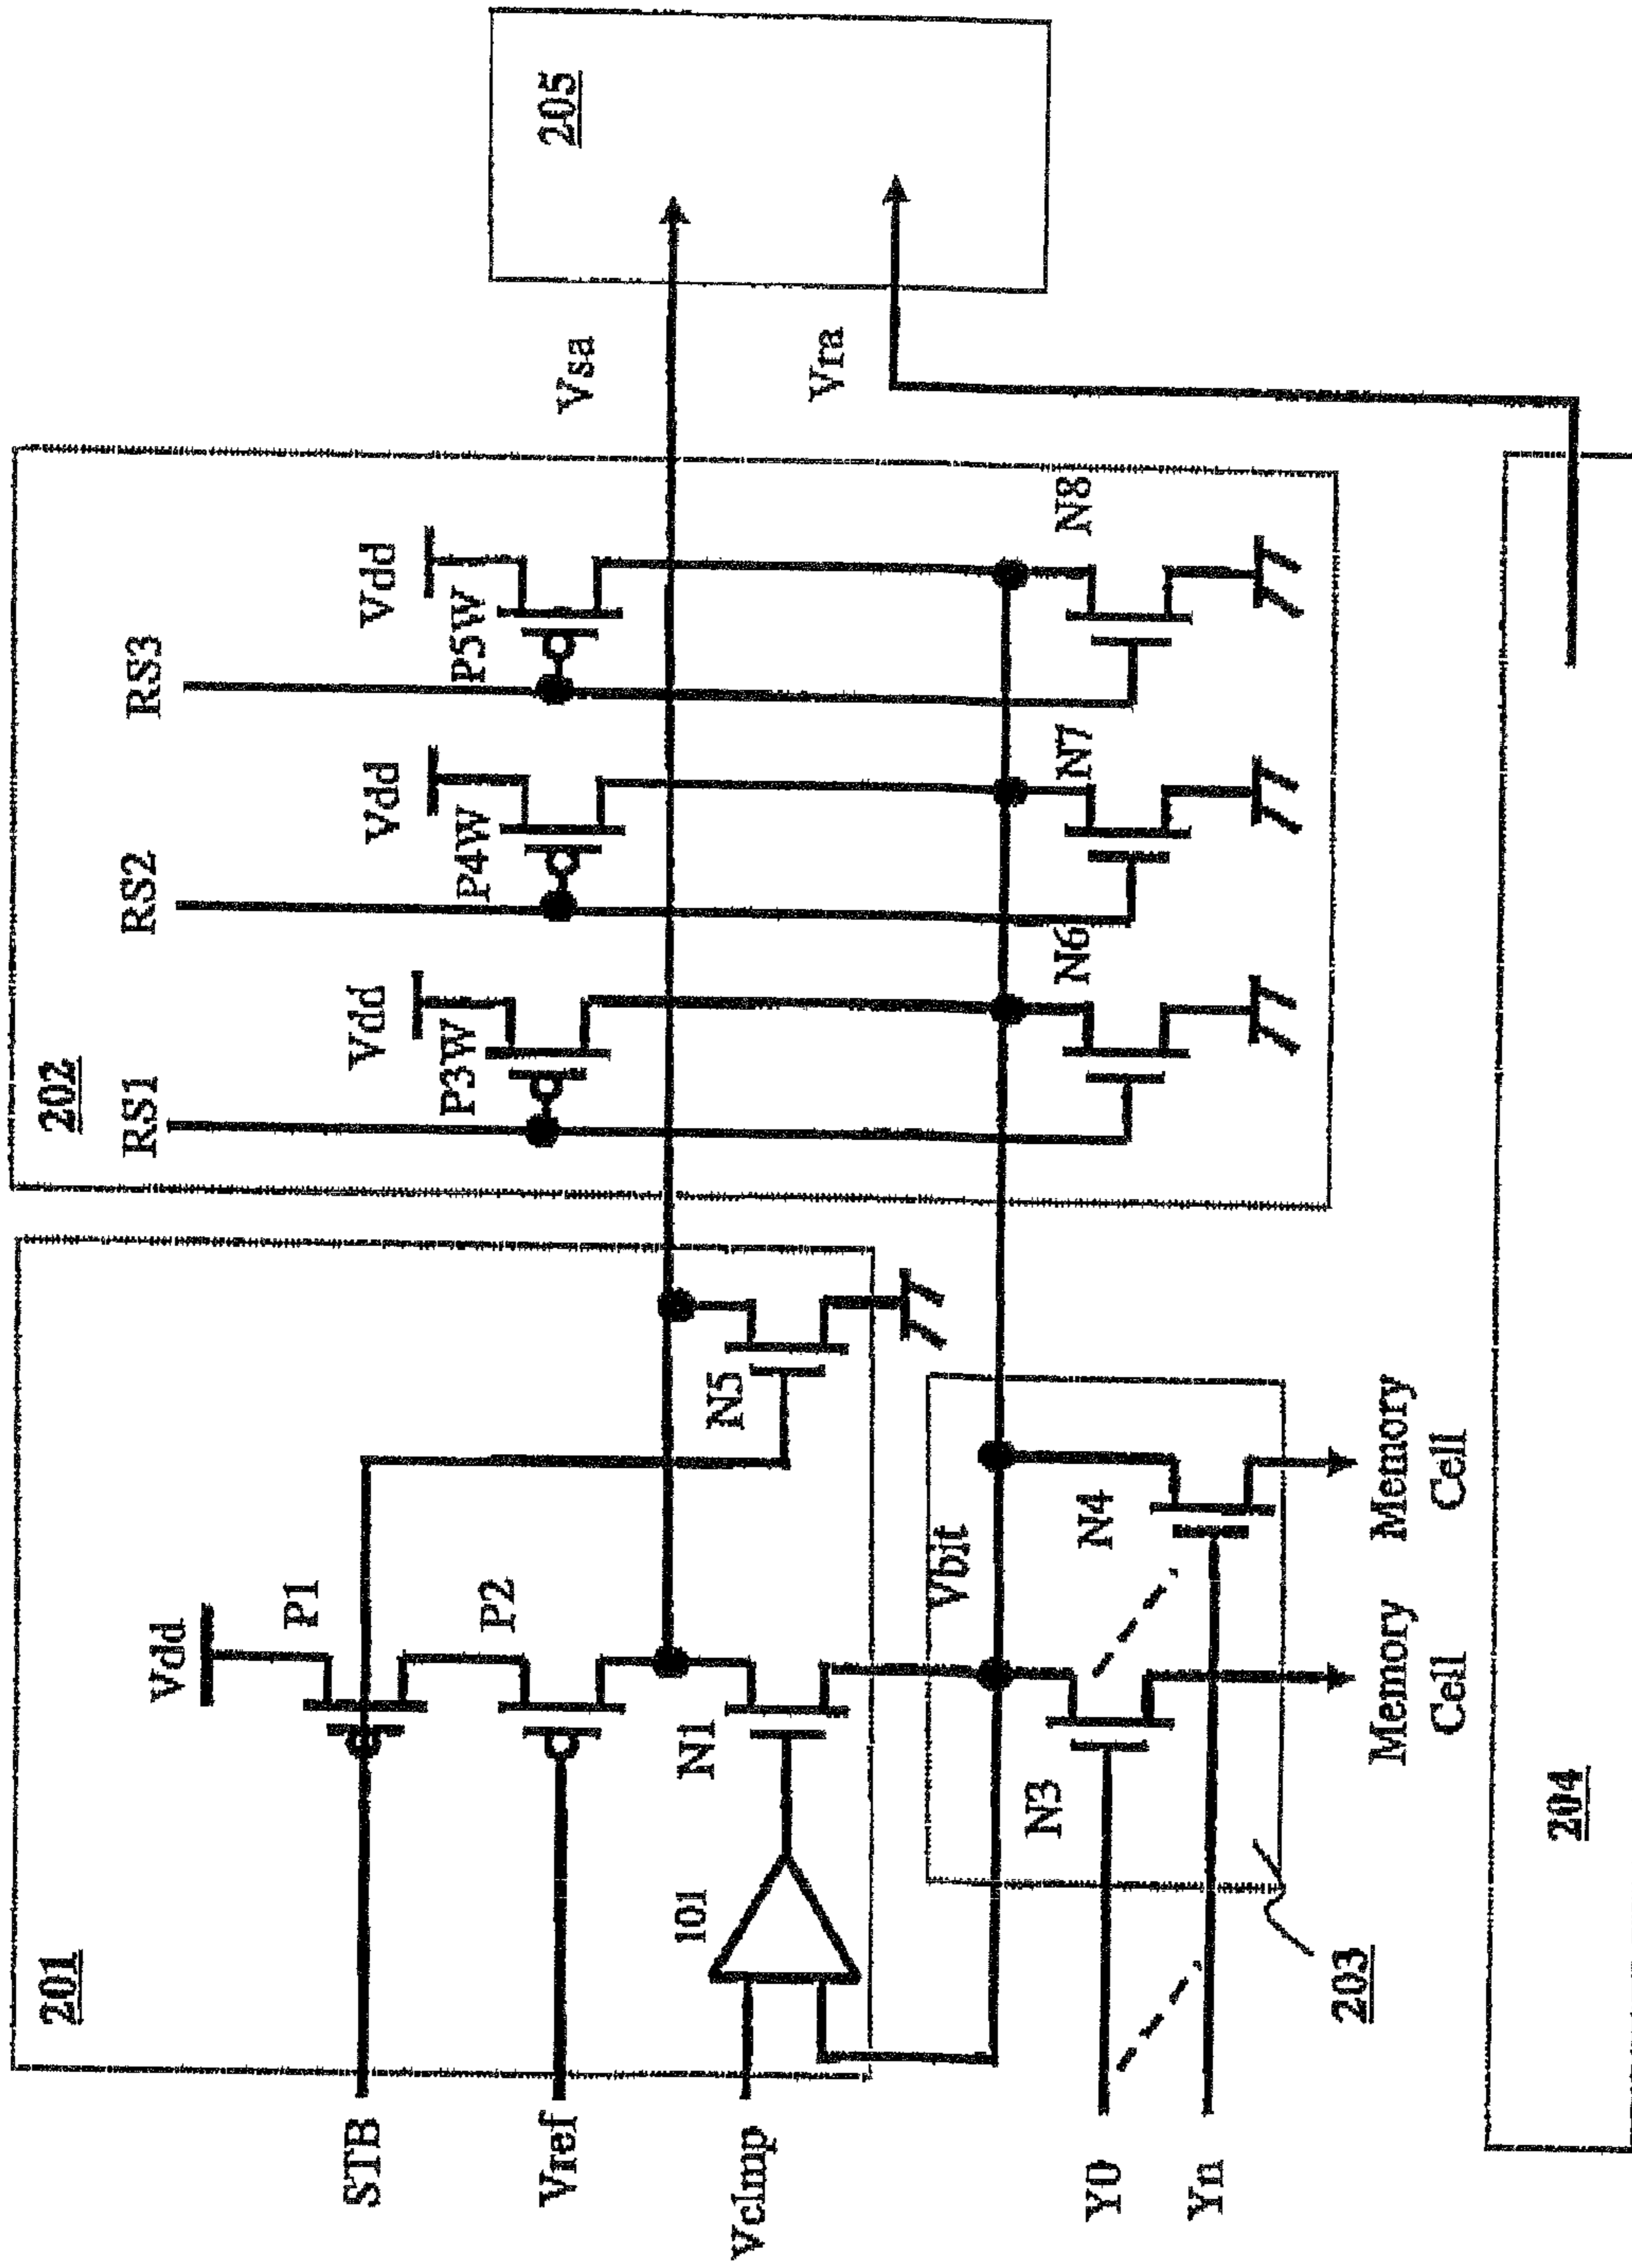 201
STB
Vref
Vclmp
Vdd
P1
P2
N1
101
N5
202
RS1
RS2
RS3
Vdd
Vdd
Vdd
P3W
P4W
P5W
N6
N7
N8
Vsa
Vra
205
Vbit
N3
N4
Y0
Yn
203
Memory
Cell
Memory
Cell
204